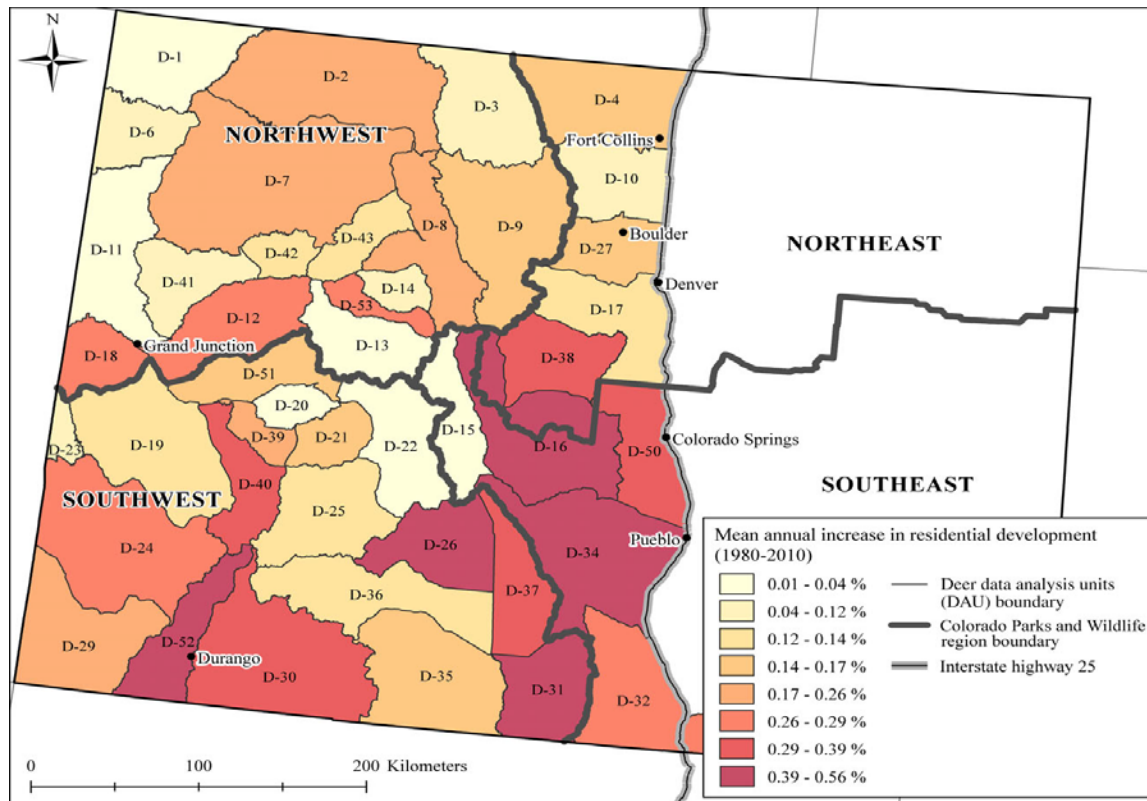 N
D-1
D-2
D-3
D-4
D-6
NORTHWEST
Fort Collins
D-7
D-10
D-8
D-9
D-11
D-43
D-42
D-27
Boulder
NORTHEAST
D-41
D-14
Denver
D-53
D-17
D-12
D-13
D-18
Grand Junction
D-38
D-51
D-20
D-15
D-23
D-19
D-39
D-21
D-22
D-16
D-50
Colorado Springs
D-40
SOUTHWEST
SOUTHEAST
D-25
D-24
D-26
D-34
Pueblo
D-36
D-37
D-29
D-52
Durango
D-30
D-35
D-31
D-32
Mean annual increase in residential development
(1980-2010)
0.01 - 0.04 %
0.04 - 0.12 %
0.12 - 0.14 %
0.14 - 0.17 %
0.17 - 0.26 %
0.26 - 0.29 %
0.29 - 0.39 %
0.39 - 0.56 %
Deer data analysis units
(DAU) boundary
Colorado Parks and Wildlife
region boundary
Interstate highway 25
0 100 200 Kilometers